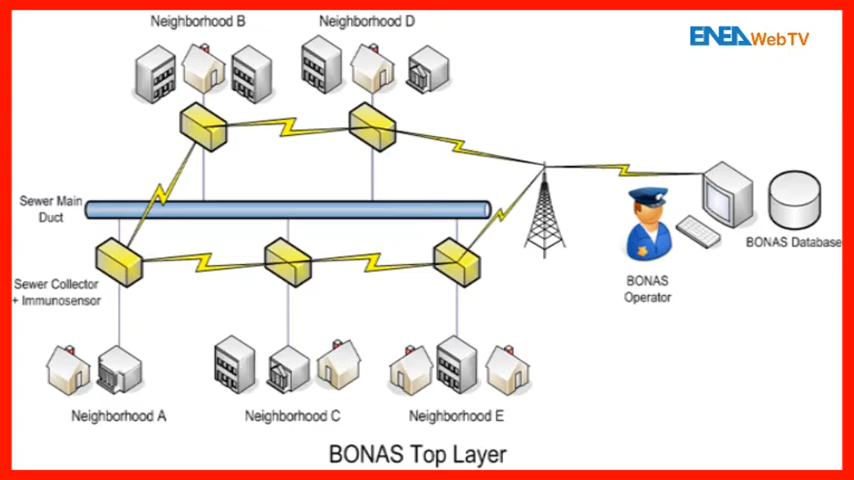 Neighborhood B
Neighborhood D
ENEA WebTV
Sewer Main
Duct
Sewer Collector
+ Immunosensor
BONAS
Operator
BONAS Database
Neighborhood A
Neighborhood C
Neighborhood E
BONAS Top Layer